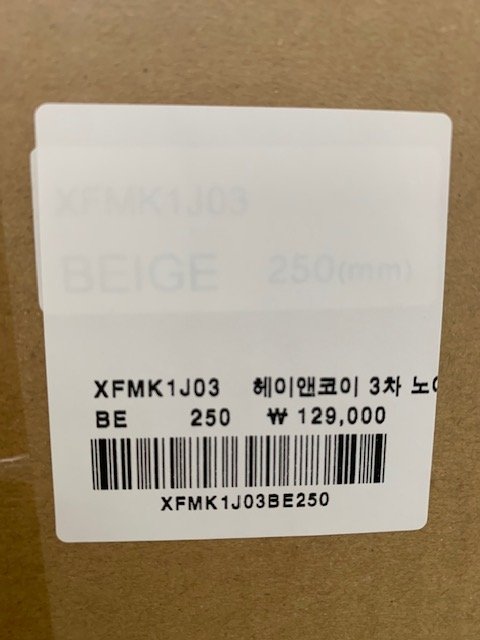 XFMK1J03
BEIGE 250(mm)
XFMK1J03 헤이앤코이 3차
BE 250 ₩ 129,000
XFMK1J03BE250